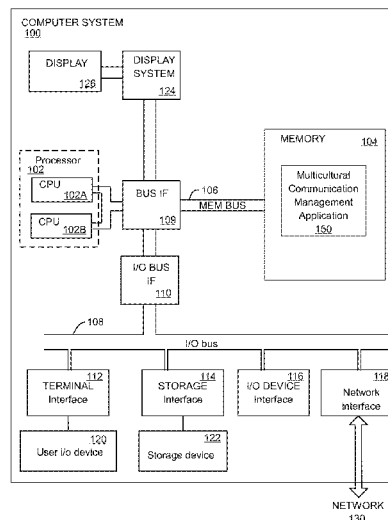 COMPUTER SYSTEM
100
DISPLAY
126
DISPLAY
SYSTEM
124
Processor
102
CPU
102A
CPU
102B
BUS IF
109
106
MEM BUS
MEMORY 104
Multicultural
Communication
Management
Application
150
I/O BUS
IF
110
108
I/O bus
112
TERMINAL
Interface
114
STORAGE
Interface
116
I/O DEVICE
Interface
118
Network
Interface
120
User i/o device
122
Storage device
NETWORK
130